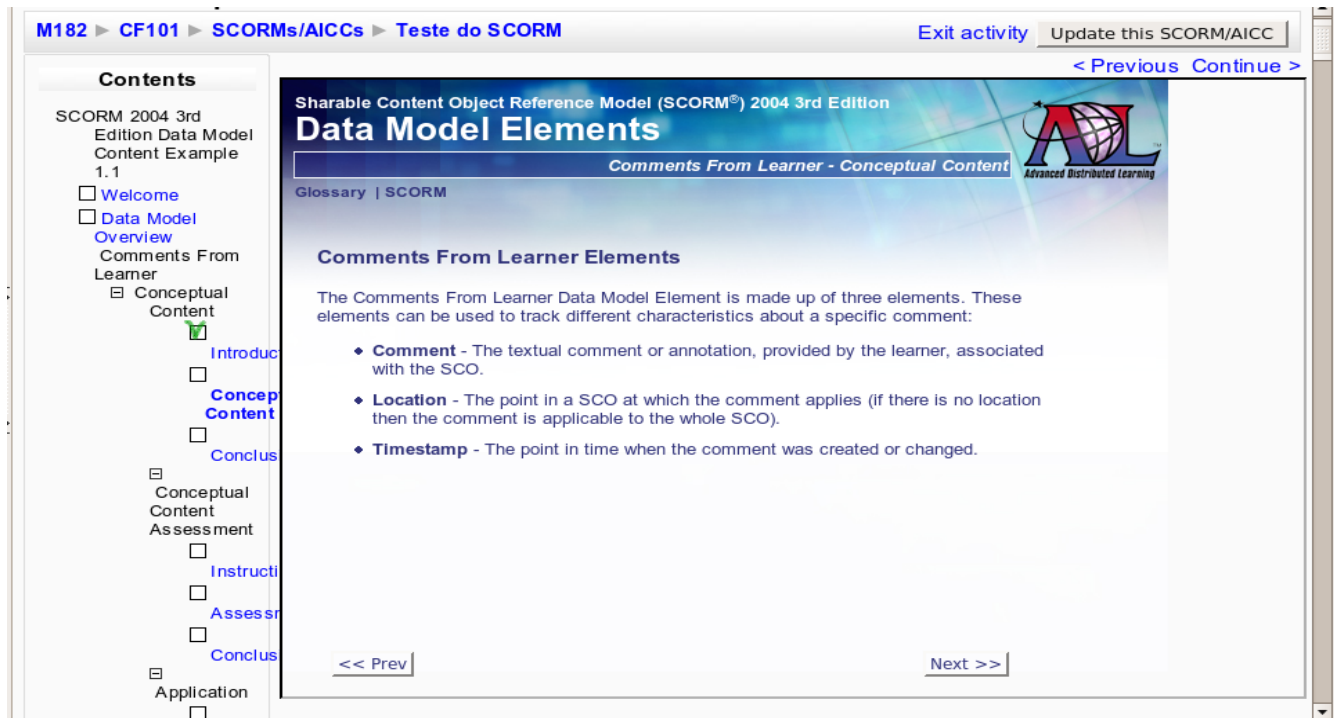 M182 ► CF101 ► SCORMs/AICCs ► Teste do SCORM
Exit activity
Update this SCORM/AICC
< Previous Continue >
Contents
SCORM 2004 3rd
Edition Data Model
Content Example
1.1
Welcome
Data Model
Overview
Comments From
Learner
Conceptual
Content
Introduc
Concep
Content
Conclus
Conceptual
Content
Assessment
Instructi
Assessr
Conclus
Application
Sharable Content Object Reference Model (SCORM®) 2004 3rd Edition
Data Model Elements
Comments From Learner - Conceptual Content
ADL
TM
Advanced Distributed Learning
Glossary | SCORM
Comments From Learner Elements
The Comments From Learner Data Model Element is made up of three elements. These
elements can be used to track different characteristics about a specific comment:
Comment - The textual comment or annotation, provided by the learner, associated
with the SCO.
Location - The point in a SCO at which the comment applies (if there is no location
then the comment is applicable to the whole SCO).
Timestamp - The point in time when the comment was created or changed.
<< Prev
Next >>